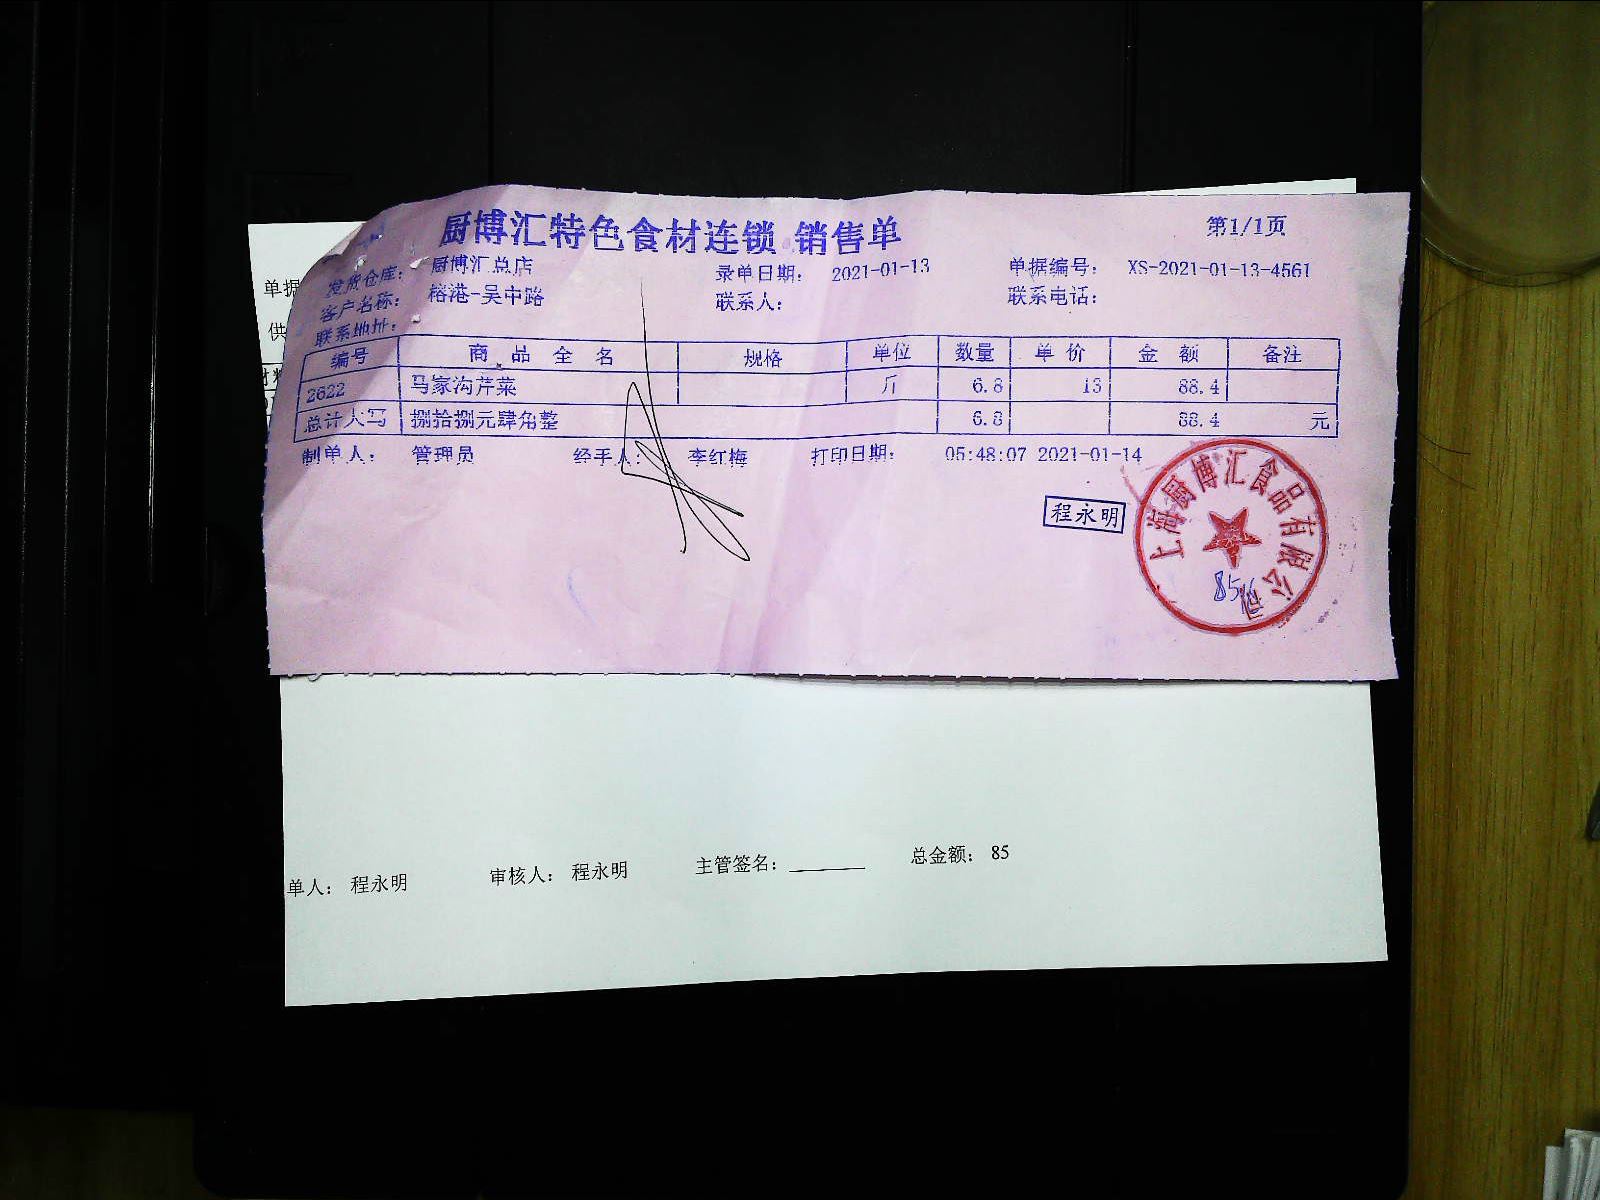 厨博汇特色食材连锁 销售单 第1/1页
发货仓库: 厨博汇总店 录单日期: 2021-01-13 单据编号: XS-2021-01-13-4561
客户名称: 榕港-吴中路 联系人: 联系电话:
联系地址:
编号 商品全名 规格 单位 数量 单价 金额 备注
2622 马家沟芹菜 斤 6.8 13 88.4
总计大写 捌拾捌元肆角整 6.8 88.4 元
制单人: 管理员 经手人: 李红梅 打印日期: 05:48:07 2021-01-14
程永明
上海厨博汇食品有限公司
单据
供
单人: 程永明 审核人: 程永明 主管签名: 总金额: 85